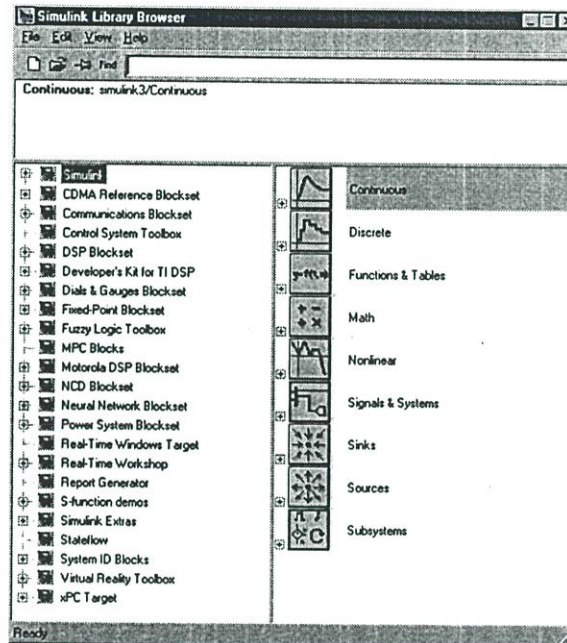 Simulink Library Browser
File Edit View Help
Find
Continuous: simulink3/Continuous
Simulink
CDMA Reference Blockset
Communications Blockset
Control System Toolbox
DSP Blockset
Developer's Kit for TI DSP
Dials & Gauges Blockset
Fixed-Point Blockset
Fuzzy Logic Toolbox
MPC Blocks
Motorola DSP Blockset
NCD Blockset
Neural Network Blockset
Power System Blockset
Real-Time Windows Target
Real-Time Workshop
Report Generator
S-function demos
Simulink Extras
Stateflow
System ID Blocks
Virtual Reality Toolbox
xPC Target
Continuous
Discrete
Functions & Tables
Math
Nonlinear
Signals & Systems
Sinks
Sources
Subsystems
Ready